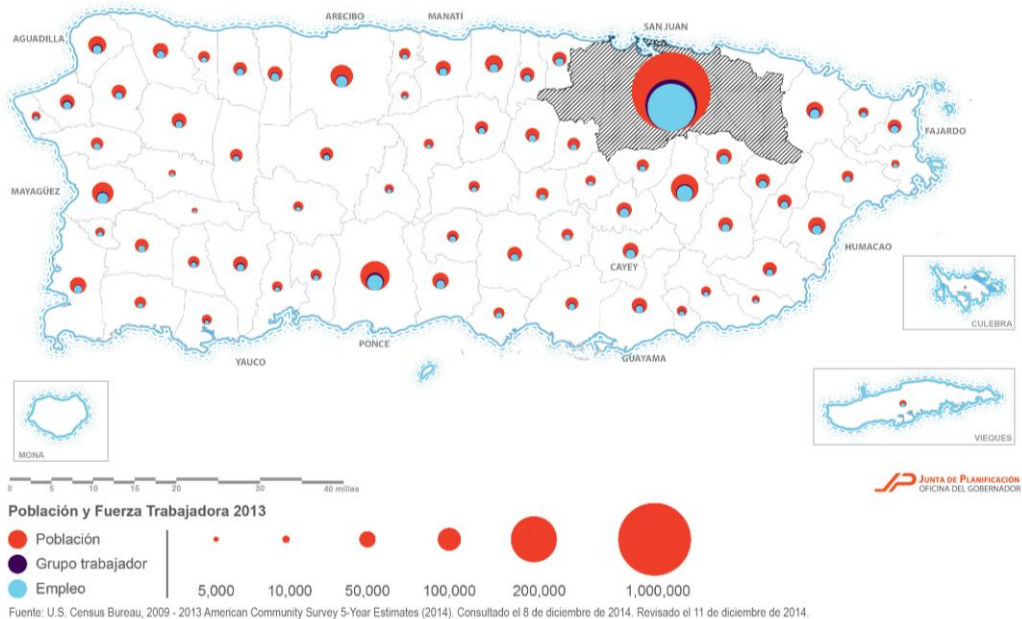 ARECIBO
MANATÍ
SAN JUAN
AGUADILLA
FAJARDO
MAYAGÜEZ
HUMACAO
CAYEY
CULEBRA
PONCE
GUAYAMA
YAUCO
VIEQUES
MONA
0 5 10 15 20 30 40 millas
JP JUNTA DE PLANIFICACIÓN
OFICINA DEL GOBERNADOR
Población y Fuerza Trabajadora 2013
Población
Grupo trabajador
Empleo
5,000 10,000 50,000 100,000 200,000 1,000,000
Fuente: U.S. Census Bureau, 2009 - 2013 American Community Survey 5-Year Estimates (2014). Consultado el 8 de diciembre de 2014. Revisado el 11 de diciembre de 2014.